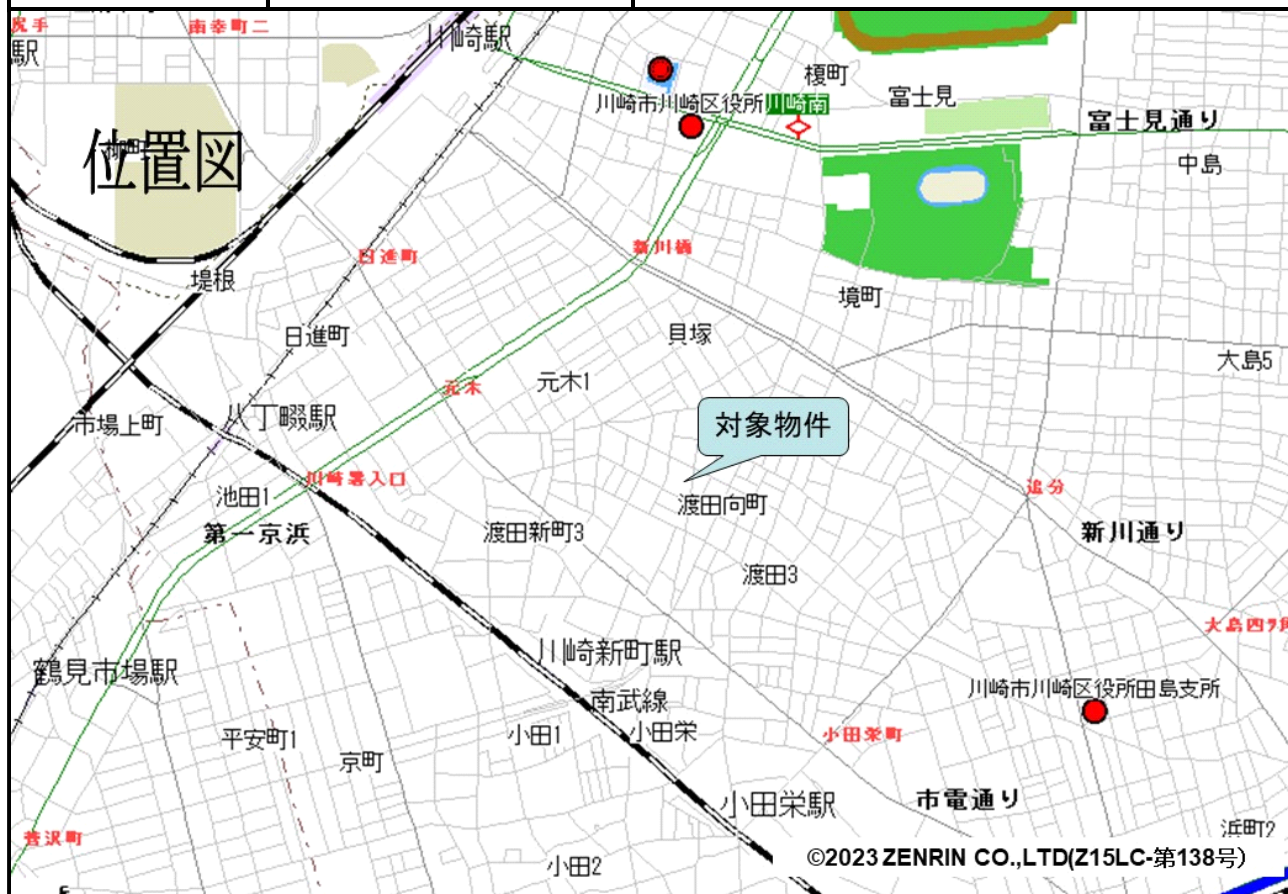 尻手
南幸町二
川崎駅
駅
榎町
富士見
川崎市川崎区役所
川崎南
富士見通り
位置図
中島
新川橋
日進町
堤根
境町
日進町
貝塚
大島5
元木
元木1
八丁畷駅
市場上町
対象物件
川崎署入口
池田1
追分
渡田向町
第一京浜
渡田新町3
新川通り
渡田3
大島四ツ角
川崎新町駅
鶴見市場駅
川崎市川崎区役所田島支所
南武線
小田栄
小田1
小田栄町
平安町1
京町
小田栄駅
市電通り
浜町2
菅沢町
小田2
©2023 ZENRIN CO.,LTD(Z15LC-第138号)